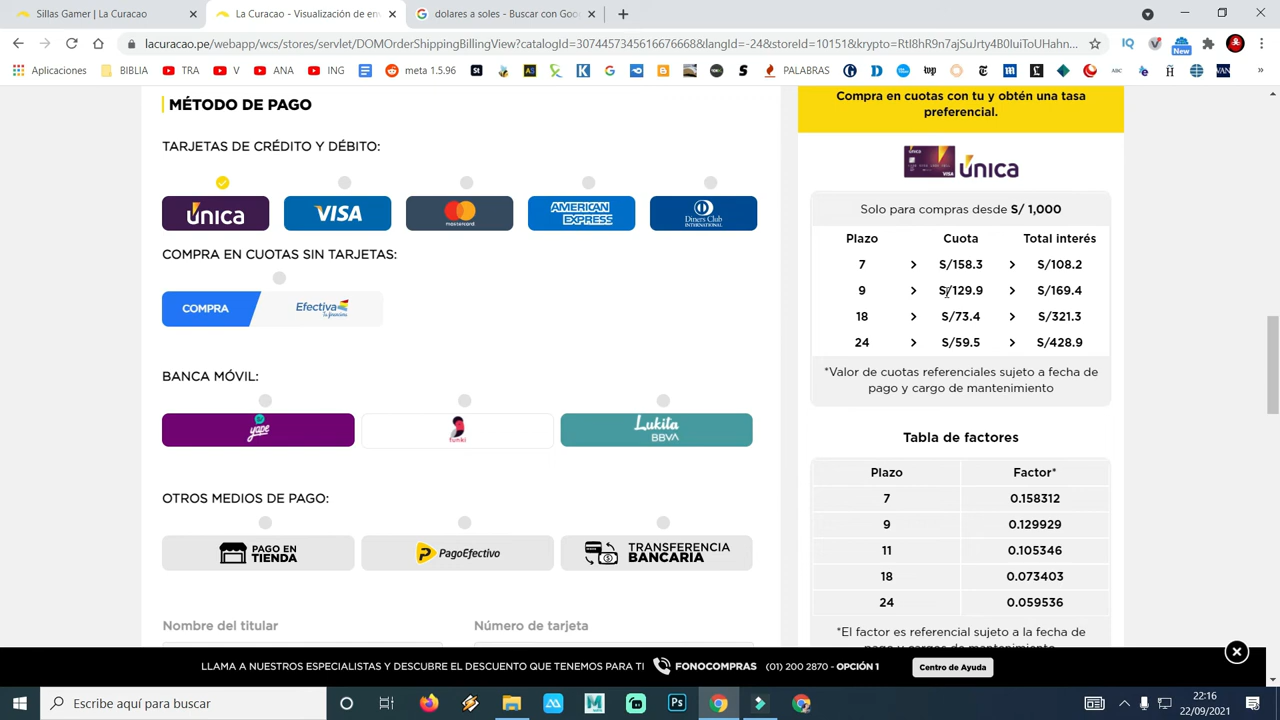 Sillas Gamer | La Curacao
La Curacao - Visualización de en
dolares a soles - Buscar con Goo
lacuracao.pe/webapp/wcs/stores/servlet/DOMOrderShippingBillingView?catalogId=3074457345616676668&langId=-24&storeId=10151&krypto=
IQ
New
Aplicaciones
BIBLIA
TRA
V
ANA
ING
meta 1.5.96
PALABRAS
MÉTODO DE PAGO
TARJETAS DE CRÉDITO Y DÉBITO:
única
VISA
mastercard
AMERICAN EXPRESS
Diners Club INTERNATIONAL
COMPRA EN CUOTAS SIN TARJETAS:
COMPRA
Efectiva
Tu financiera
BANCA MÓVIL:
yape
tunki
Lukita BBVA
OTROS MEDIOS DE PAGO:
PAGO EN TIENDA
PagoEfectivo
TRANSFERENCIA BANCARIA
Nombre del titular
Número de tarjeta
Compra en cuotas con tu y obtén una tasa
preferencial.
única
Solo para compras desde S/ 1,000
Plazo Cuota Total interés
7 > S/158.3 > S/108.2
9 > S/129.9 > S/169.4
18 > S/73.4 > S/321.3
24 > S/59.5 > S/428.9
*Valor de cuotas referenciales sujeto a fecha de
pago y cargo de mantenimiento
Tabla de factores
Plazo Factor*
7 0.158312
9 0.129929
11 0.105346
18 0.073403
24 0.059536
*El factor es referencial sujeto a la fecha de
pago y cargos de mantenimiento
LLAMA A NUESTROS ESPECIALISTAS Y DESCUBRE EL DESCUENTO QUE TENEMOS PARA TI FONOCOMPRAS (01) 200 2870 - OPCIÓN 1 Centro de Ayuda
Escribe aquí para buscar
Ps
22:16
22/09/2021